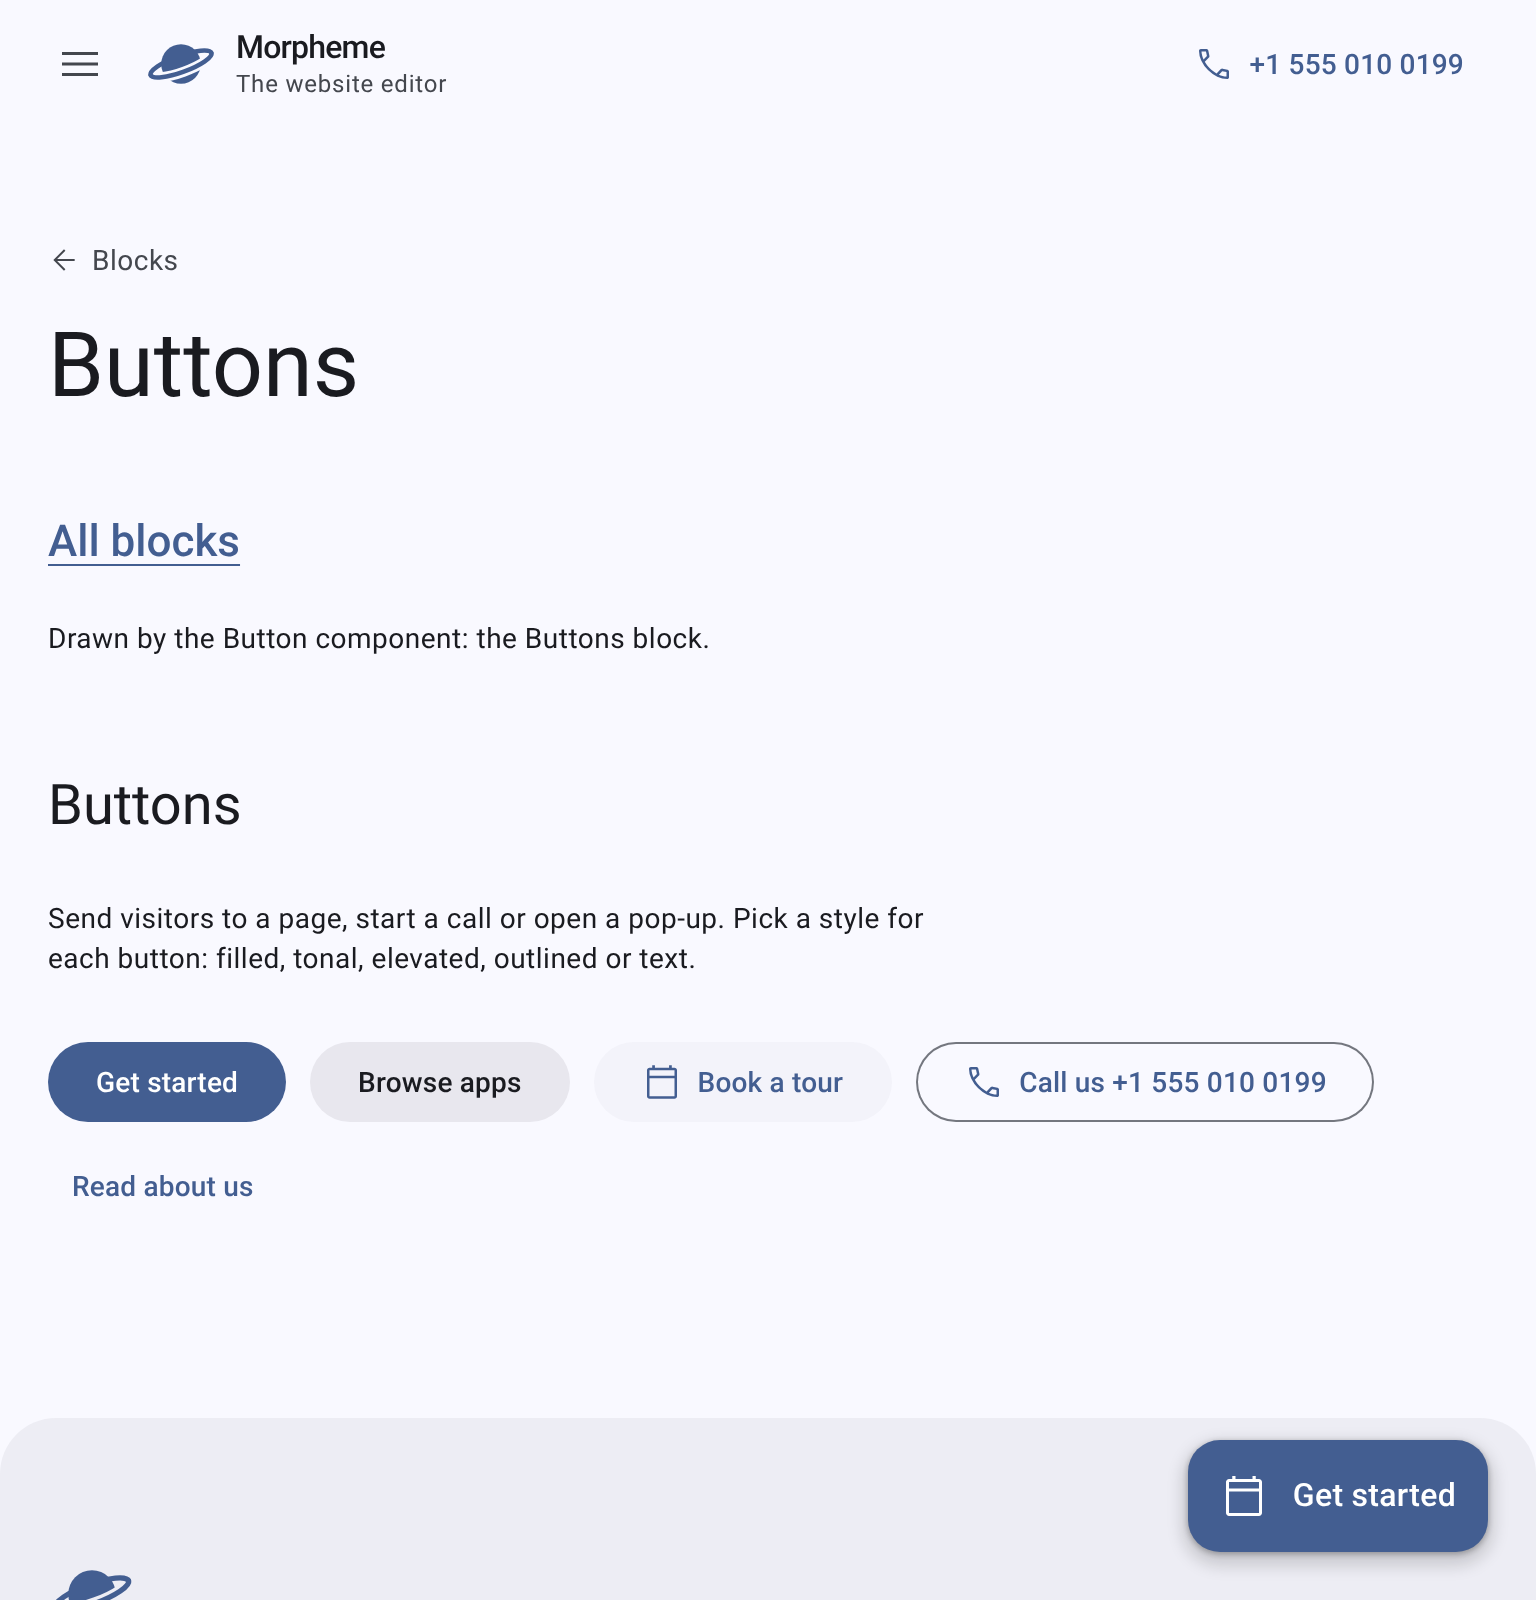 Morpheme
The website editor
+1 555 010 0199
Blocks
Buttons
All blocks
Drawn by the Button component: the Buttons block.
Buttons
Send visitors to a page, start a call or open a pop-up. Pick a style for
each button: filled, tonal, elevated, outlined or text.
Get started
Browse apps
Book a tour
Call us +1 555 010 0199
Read about us
Get started